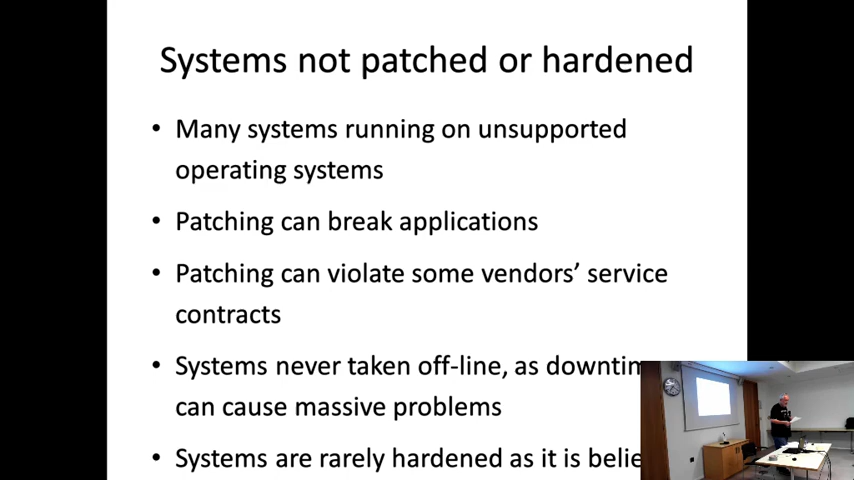 Systems not patched or hardened
• Many systems running on unsupported
operating systems
• Patching can break applications
• Patching can violate some vendors’ service
contracts
• Systems never taken off-line, as
can cause massive problems
• Systems are rarely hardened as it is